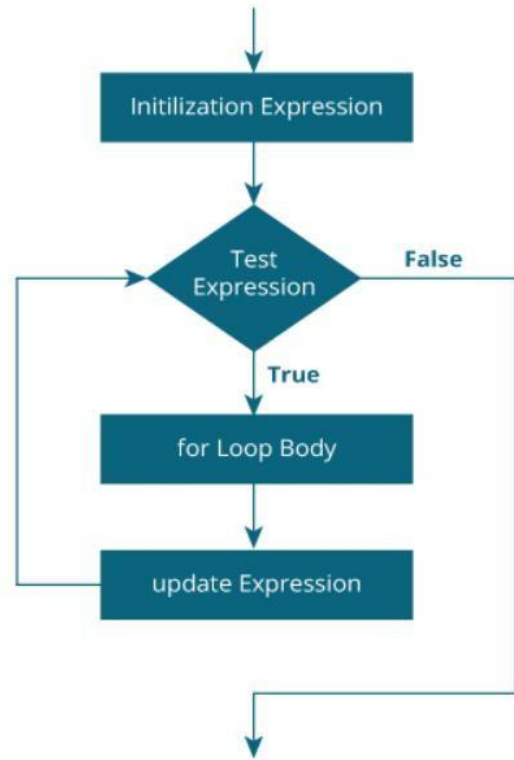 Initilization Expression
Test
Expression
False
True
for Loop Body
update Expression